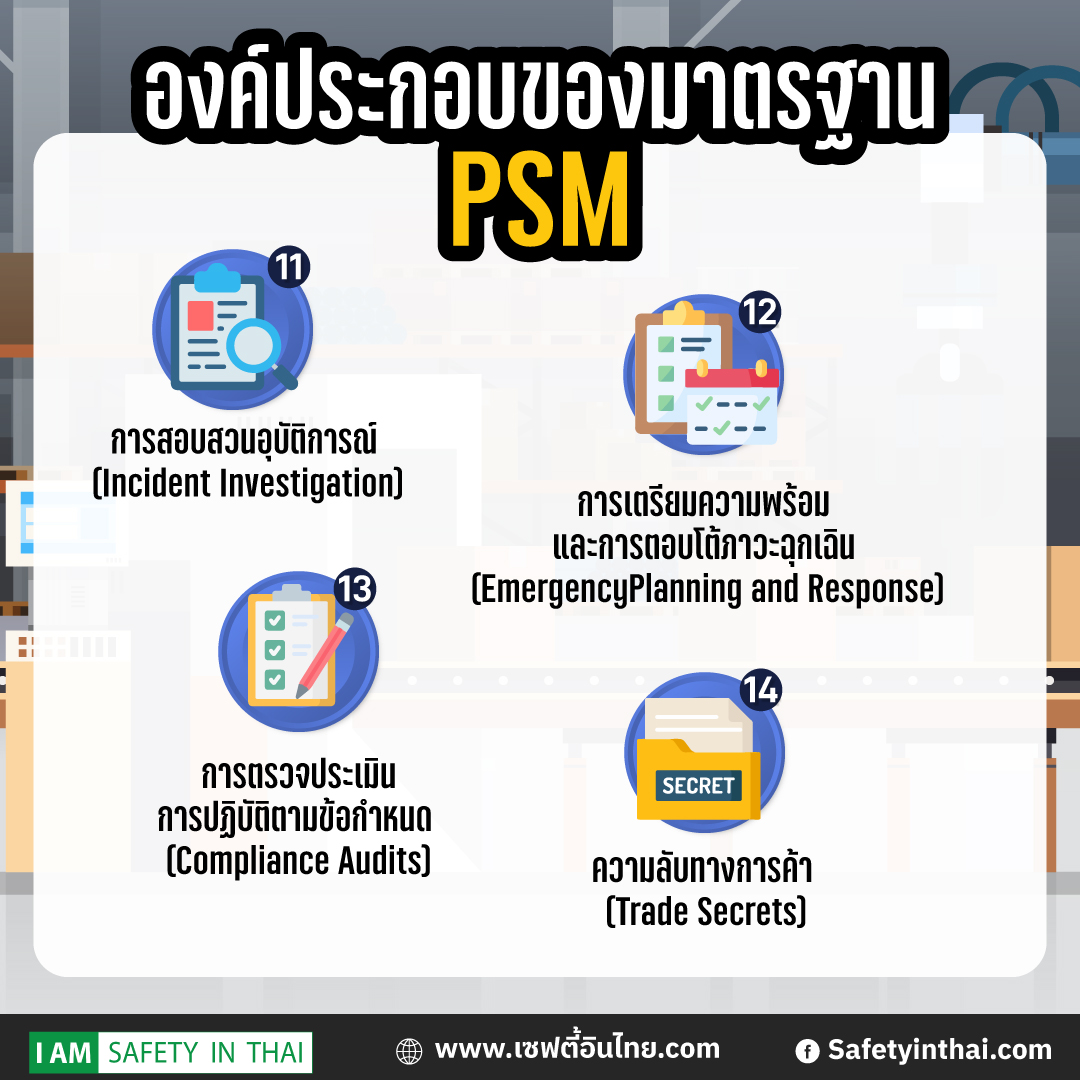 องค์ประกอบของมาตรฐาน
PSM
11
การสอบสวนอุบัติการณ์
(Incident Investigation)
12
การเตรียมความพร้อม
และการตอบโต้ภาวะฉุกเฉิน
(EmergencyPlanning and Response)
13
การตรวจประเมิน
การปฏิบัติตามข้อกำหนด
(Compliance Audits)
14
SECRET
ความลับทางการค้า
(Trade Secrets)
I AM SAFETY IN THAI
www.เซฟตี้อินไทย.com
Safetyinthai.com